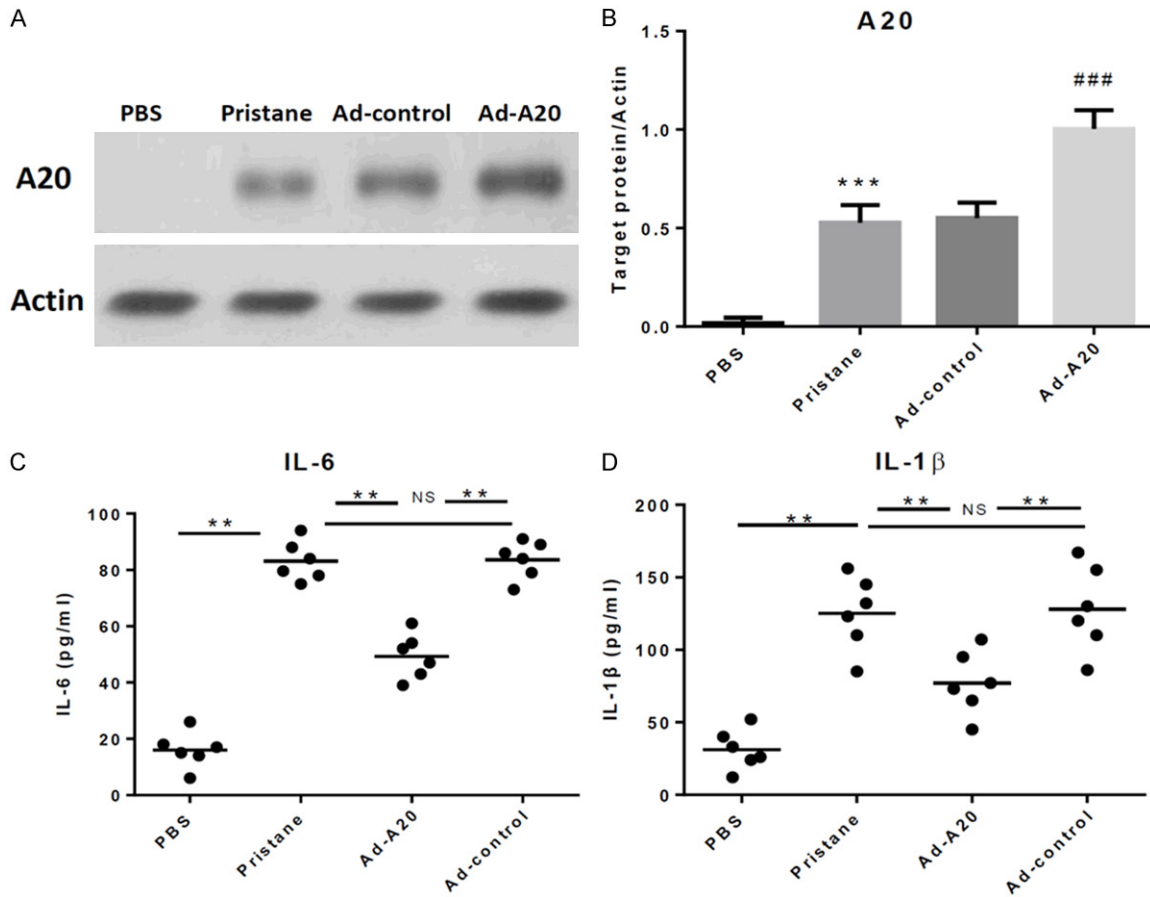 A
PBS Pristane Ad-control Ad-A20
A20
Actin
B
A20
Target protein/Actin
1.5
1.0
0.5
0.0
***
###
PBS
Pristane
Ad-control
Ad-A20
C
IL-6
IL-6 (pg/ml)
100
80
60
40
20
0
**
** NS **
PBS
Pristane
Ad-A20
Ad-control
D
IL-1β
IL-1β (pg/ml)
200
150
100
50
0
**
** NS **
PBS
Pristane
Ad-A20
Ad-control